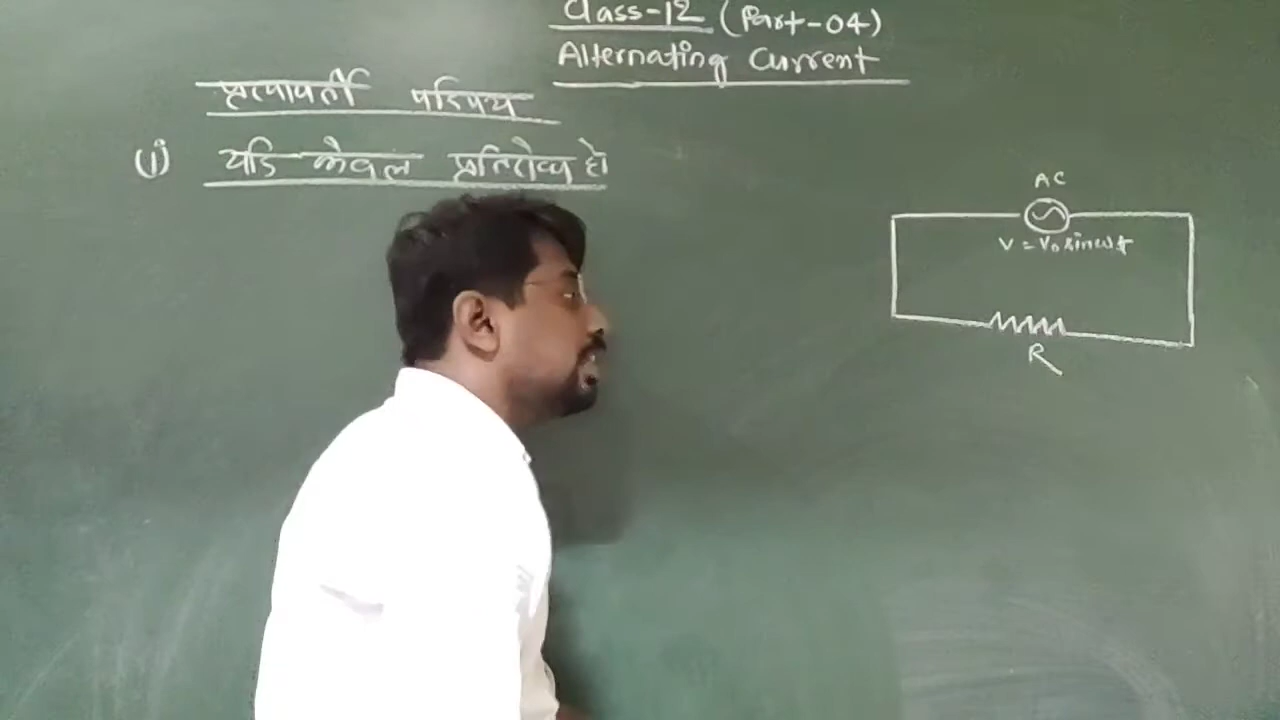 Class-12 (Part-04)
Alternating Current
प्रत्यावर्ती परिपथ
(i) यदि केवल प्रतिरोध हो
AC
V = V₀ sinωt
R